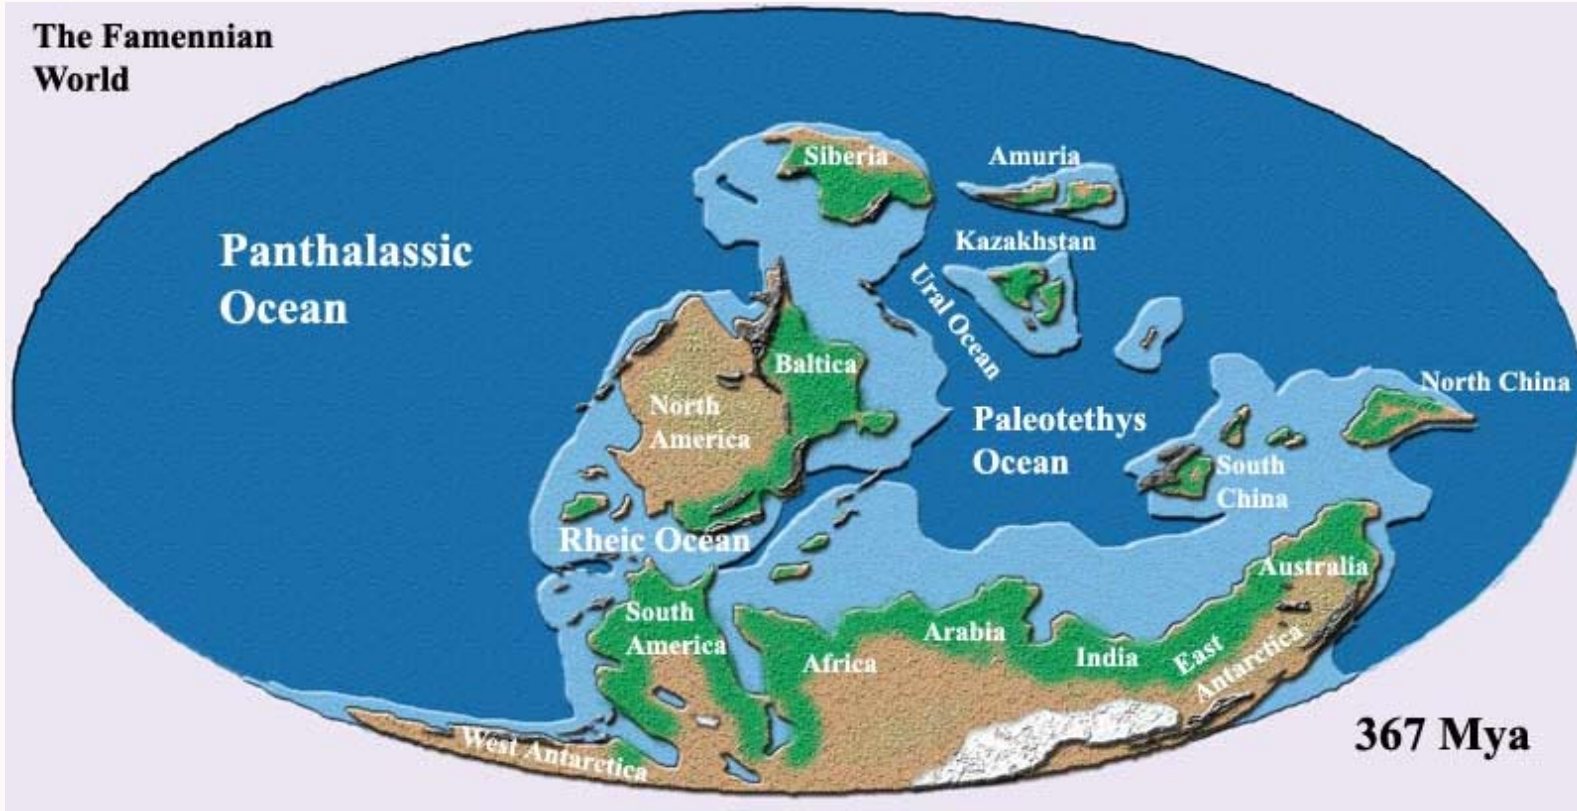 The Famennian
World
Siberia
Amuria
Panthalassic
Ocean
Kazakhstan
Ural Ocean
Baltica
North
America
Paleotethys
Ocean
North China
South
China
Rheic Ocean
South
America
Africa
Arabia
India
East
Antarctica
Australia
West Antarctica
367 Mya